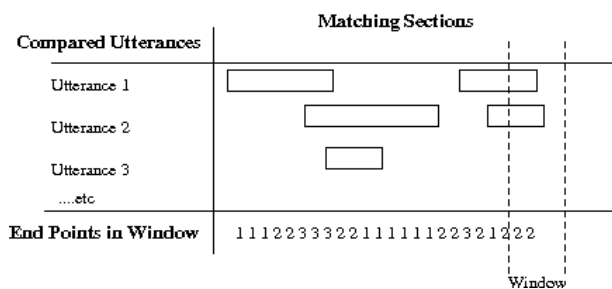 Matching Sections
Compared Utterances
Utterance 1
Utterance 2
Utterance 3
....etc
End Points in Window 1 1 1 2 2 3 3 3 2 2 1 1 1 1 1 1 2 2 3 2 1 2 2 2
Window